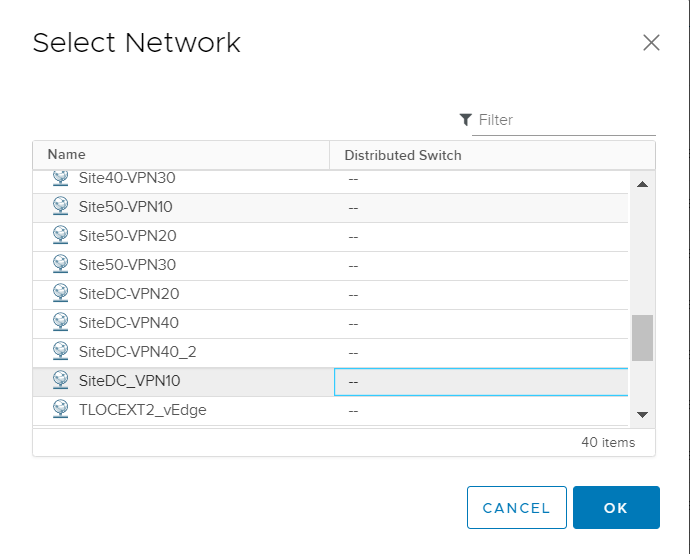 Select Network
Filter
Name Distributed Switch
Site40-VPN30 --
Site50-VPN10 --
Site50-VPN20 --
Site50-VPN30 --
SiteDC-VPN20 --
SiteDC-VPN40 --
SiteDC-VPN40_2 --
SiteDC_VPN10 --
TLOCEXT2_vEdge --
40 items
CANCEL OK